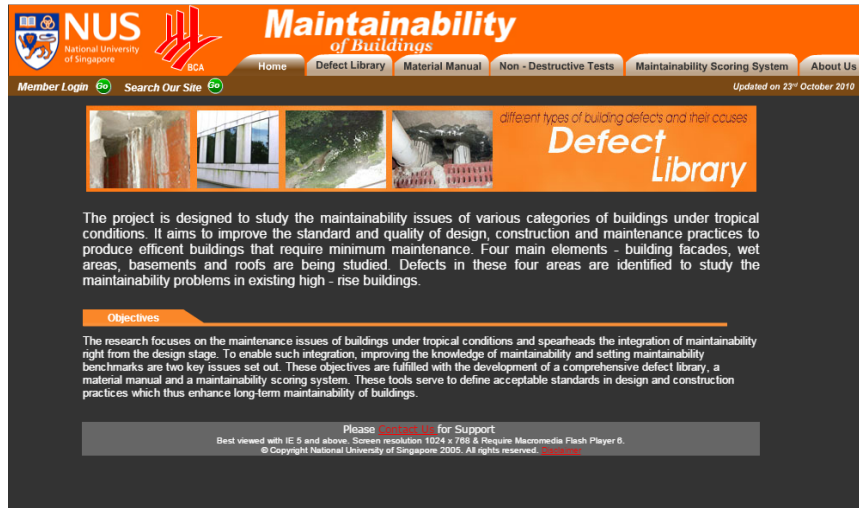 NUS
National University
of Singapore
BCA
Maintainability
of Buildings
Home
Defect Library
Material Manual
Non - Destructive Tests
Maintainability Scoring System
About Us
Member Login Go Search Our Site Go
Updated on 23rd October 2010
different types of building defects and their causes
Defect
Library
The project is designed to study the maintainability issues of various categories of buildings under tropical
conditions. It aims to improve the standard and quality of design, construction and maintenance practices to
produce efficent buildings that require minimum maintenance. Four main elements - building facades, wet
areas, basements and roofs are being studied. Defects in these four areas are identified to study the
maintainability problems in existing high - rise buildings.
Objectives
The research focuses on the maintenance issues of buildings under tropical conditions and spearheads the integration of maintainability
right from the design stage. To enable such integration, improving the knowledge of maintainability and setting maintainability
benchmarks are two key issues set out. These objectives are fulfilled with the development of a comprehensive defect library, a
material manual and a maintainability scoring system. These tools serve to define acceptable standards in design and construction
practices which thus enhance long-term maintainability of buildings.
Please Contact Us for Support
Best viewed with IE 5 and above. Screen resolution 1024 x 768 & Require Macromedia Flash Player 6.
© Copyright National University of Singapore 2005. All rights reserved.